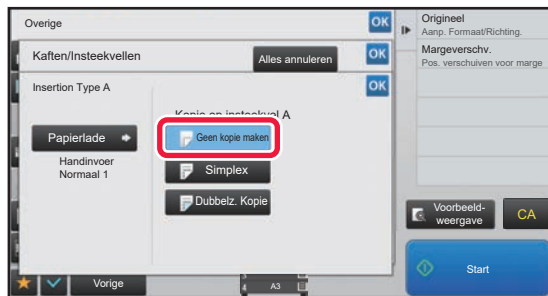 Overige
OK
Kaften/Insteekvellen
Alles annuleren
OK
Insertion Type A
OK
Kopie op insteekvel A
Papierlade
Geen kopie maken
Handinvoer
Normaal 1
Simplex
Dubbelz. Kopie
Vorige
4
A3
Origineel
Aanp. Formaat/Richting.
Margeverschv.
Pos. verschuiven voor marge
Voorbeeld-
weergave
CA
Start